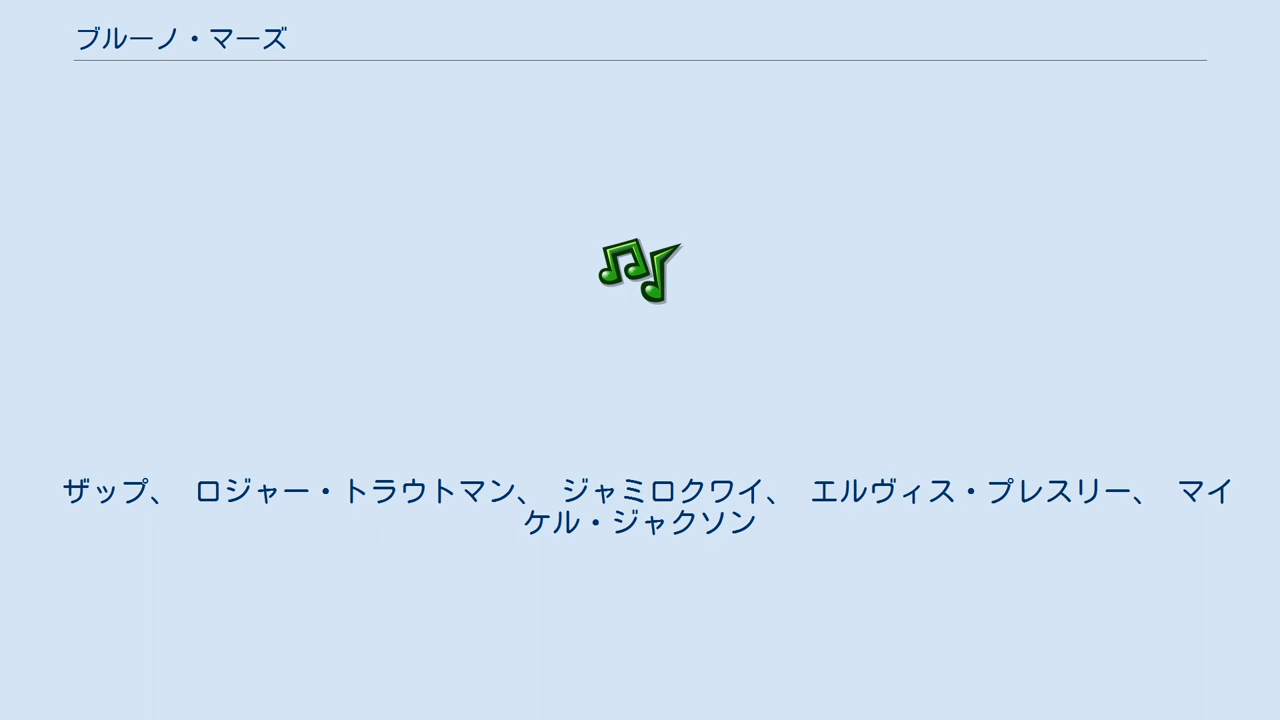 ブルーノ・マーズ
ザップ、 ロジャー・トラウトマン、 ジャミロクワイ、 エルヴィス・プレスリー、 マイ
ケル・ジャクソン